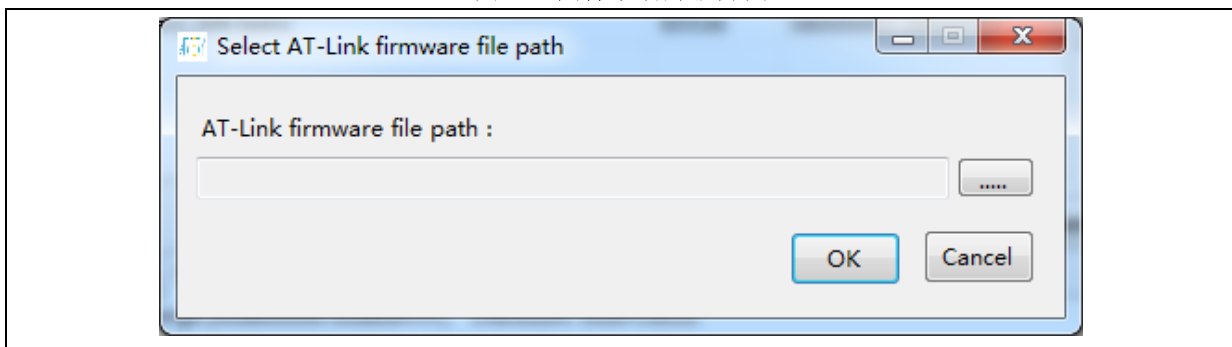 Select AT-Link firmware file path
AT-Link firmware file path :
.....
OK
Cancel